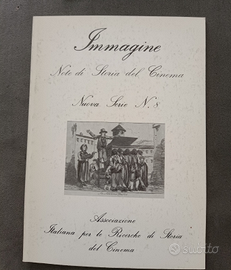 Immagine
Note di Storia del Cinema
Nuova Serie N. 8
Associazione
Italiana per le Ricerche di Storia
del Cinema
subito